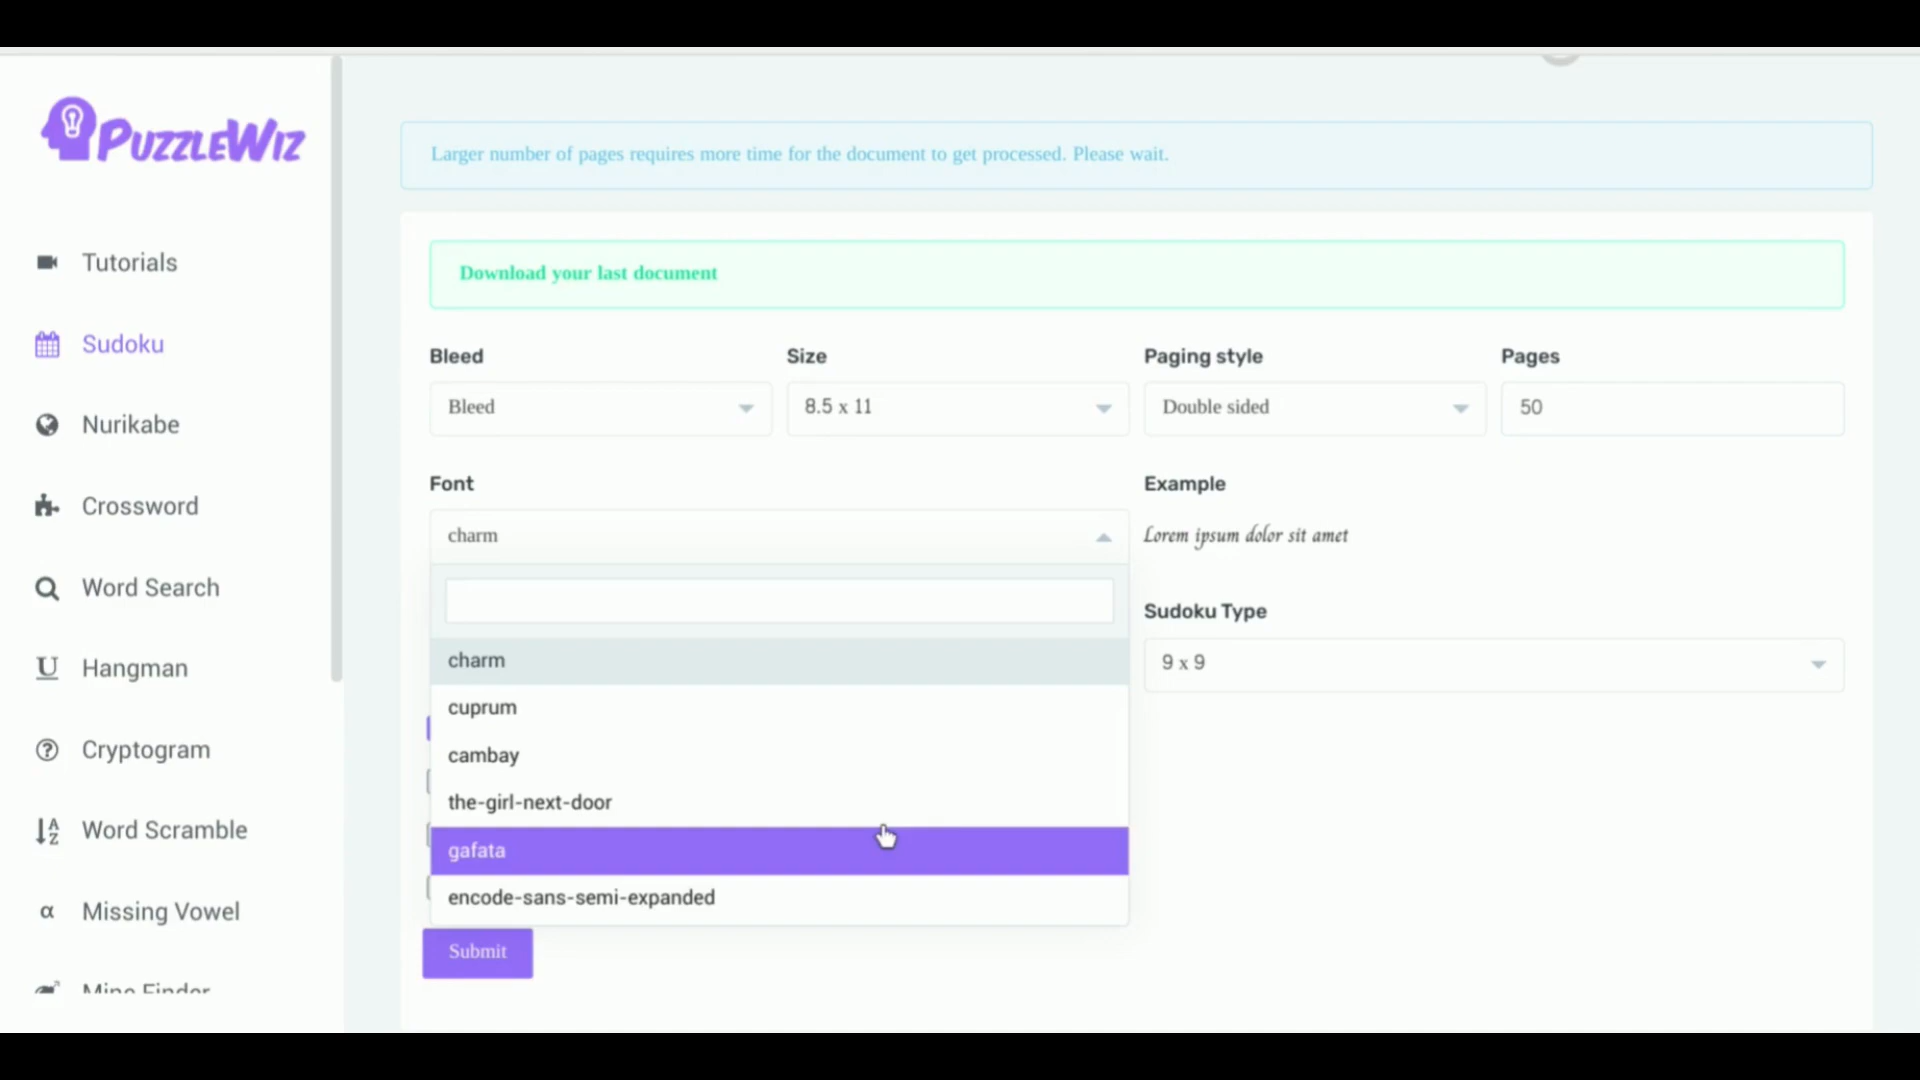 PUZZLEWIZ
Tutorials
Sudoku
Nurikabe
Crossword
Word Search
Hangman
Cryptogram
Word Scramble
Missing Vowel
Mine Finder
Larger number of pages requires more time for the document to get processed. Please wait.
Download your last document
Bleed Size Paging style Pages
Bleed 8.5 x 11 Double sided 50
Font Example
charm Lorem ipsum dolor sit amet
Sudoku Type
9 x 9
charm
cuprum
cambay
the-girl-next-door
gafata
encode-sans-semi-expanded
Submit